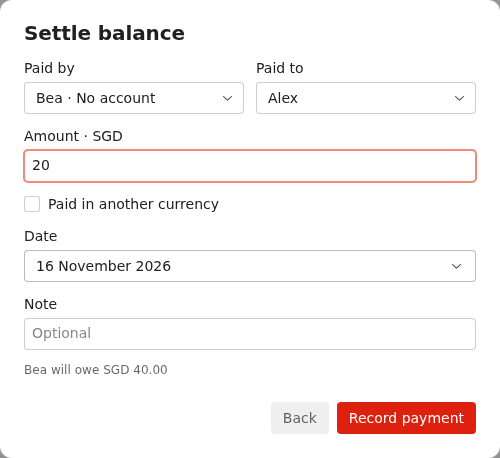 Settle balance
Paid by
Paid to
Bea · No account
Alex
Amount · SGD
20
Paid in another currency
Date
16 November 2026
Note
Optional
Bea will owe SGD 40.00
Back
Record payment